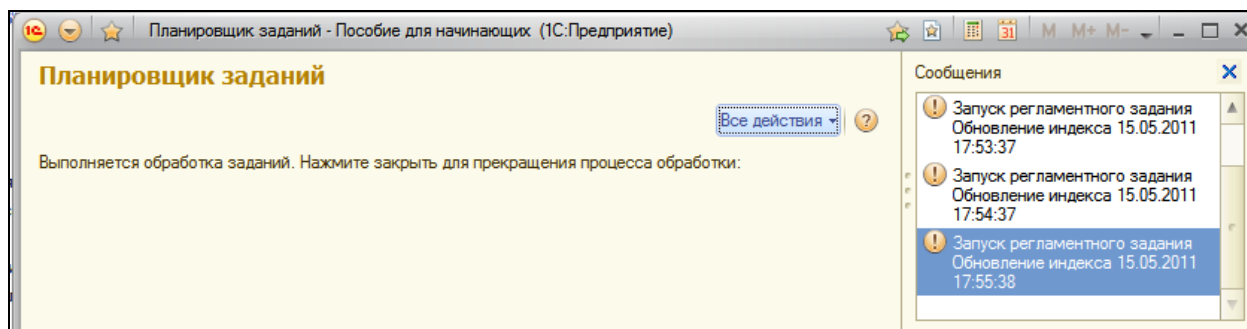 1С Планировщик заданий - Пособие для начинающих (1С:Предприятие) 31 M M+ M-
Планировщик заданий
Все действия ?
Выполняется обработка заданий. Нажмите закрыть для прекращения процесса обработки:
Сообщения
Запуск регламентного задания
Обновление индекса 15.05.2011
17:53:37
Запуск регламентного задания
Обновление индекса 15.05.2011
17:54:37
Запуск регламентного задания
Обновление индекса 15.05.2011
17:55:38